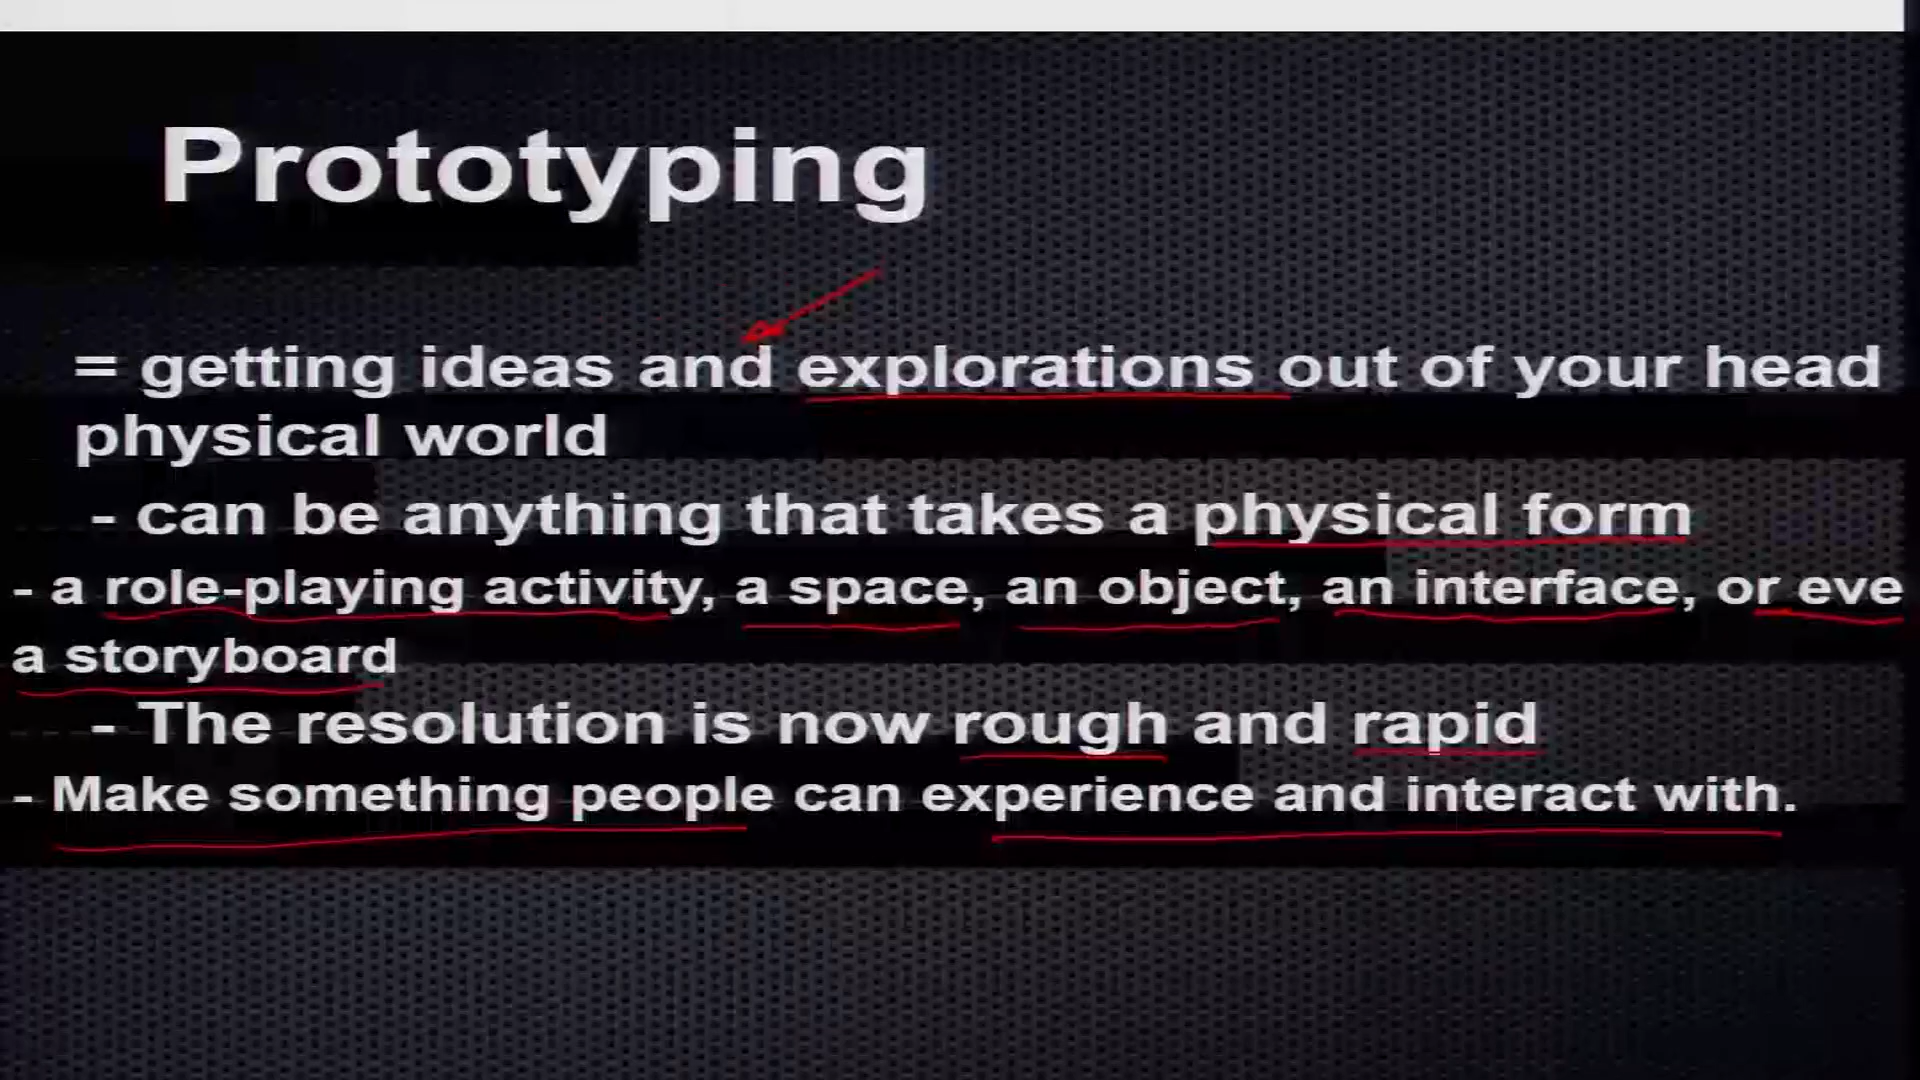 Prototyping
= getting ideas and explorations out of your head
physical world
- can be anything that takes a physical form
- a role-playing activity, a space, an object, an interface, or eve
a storyboard
- The resolution is now rough and rapid
- Make something people can experience and interact with.